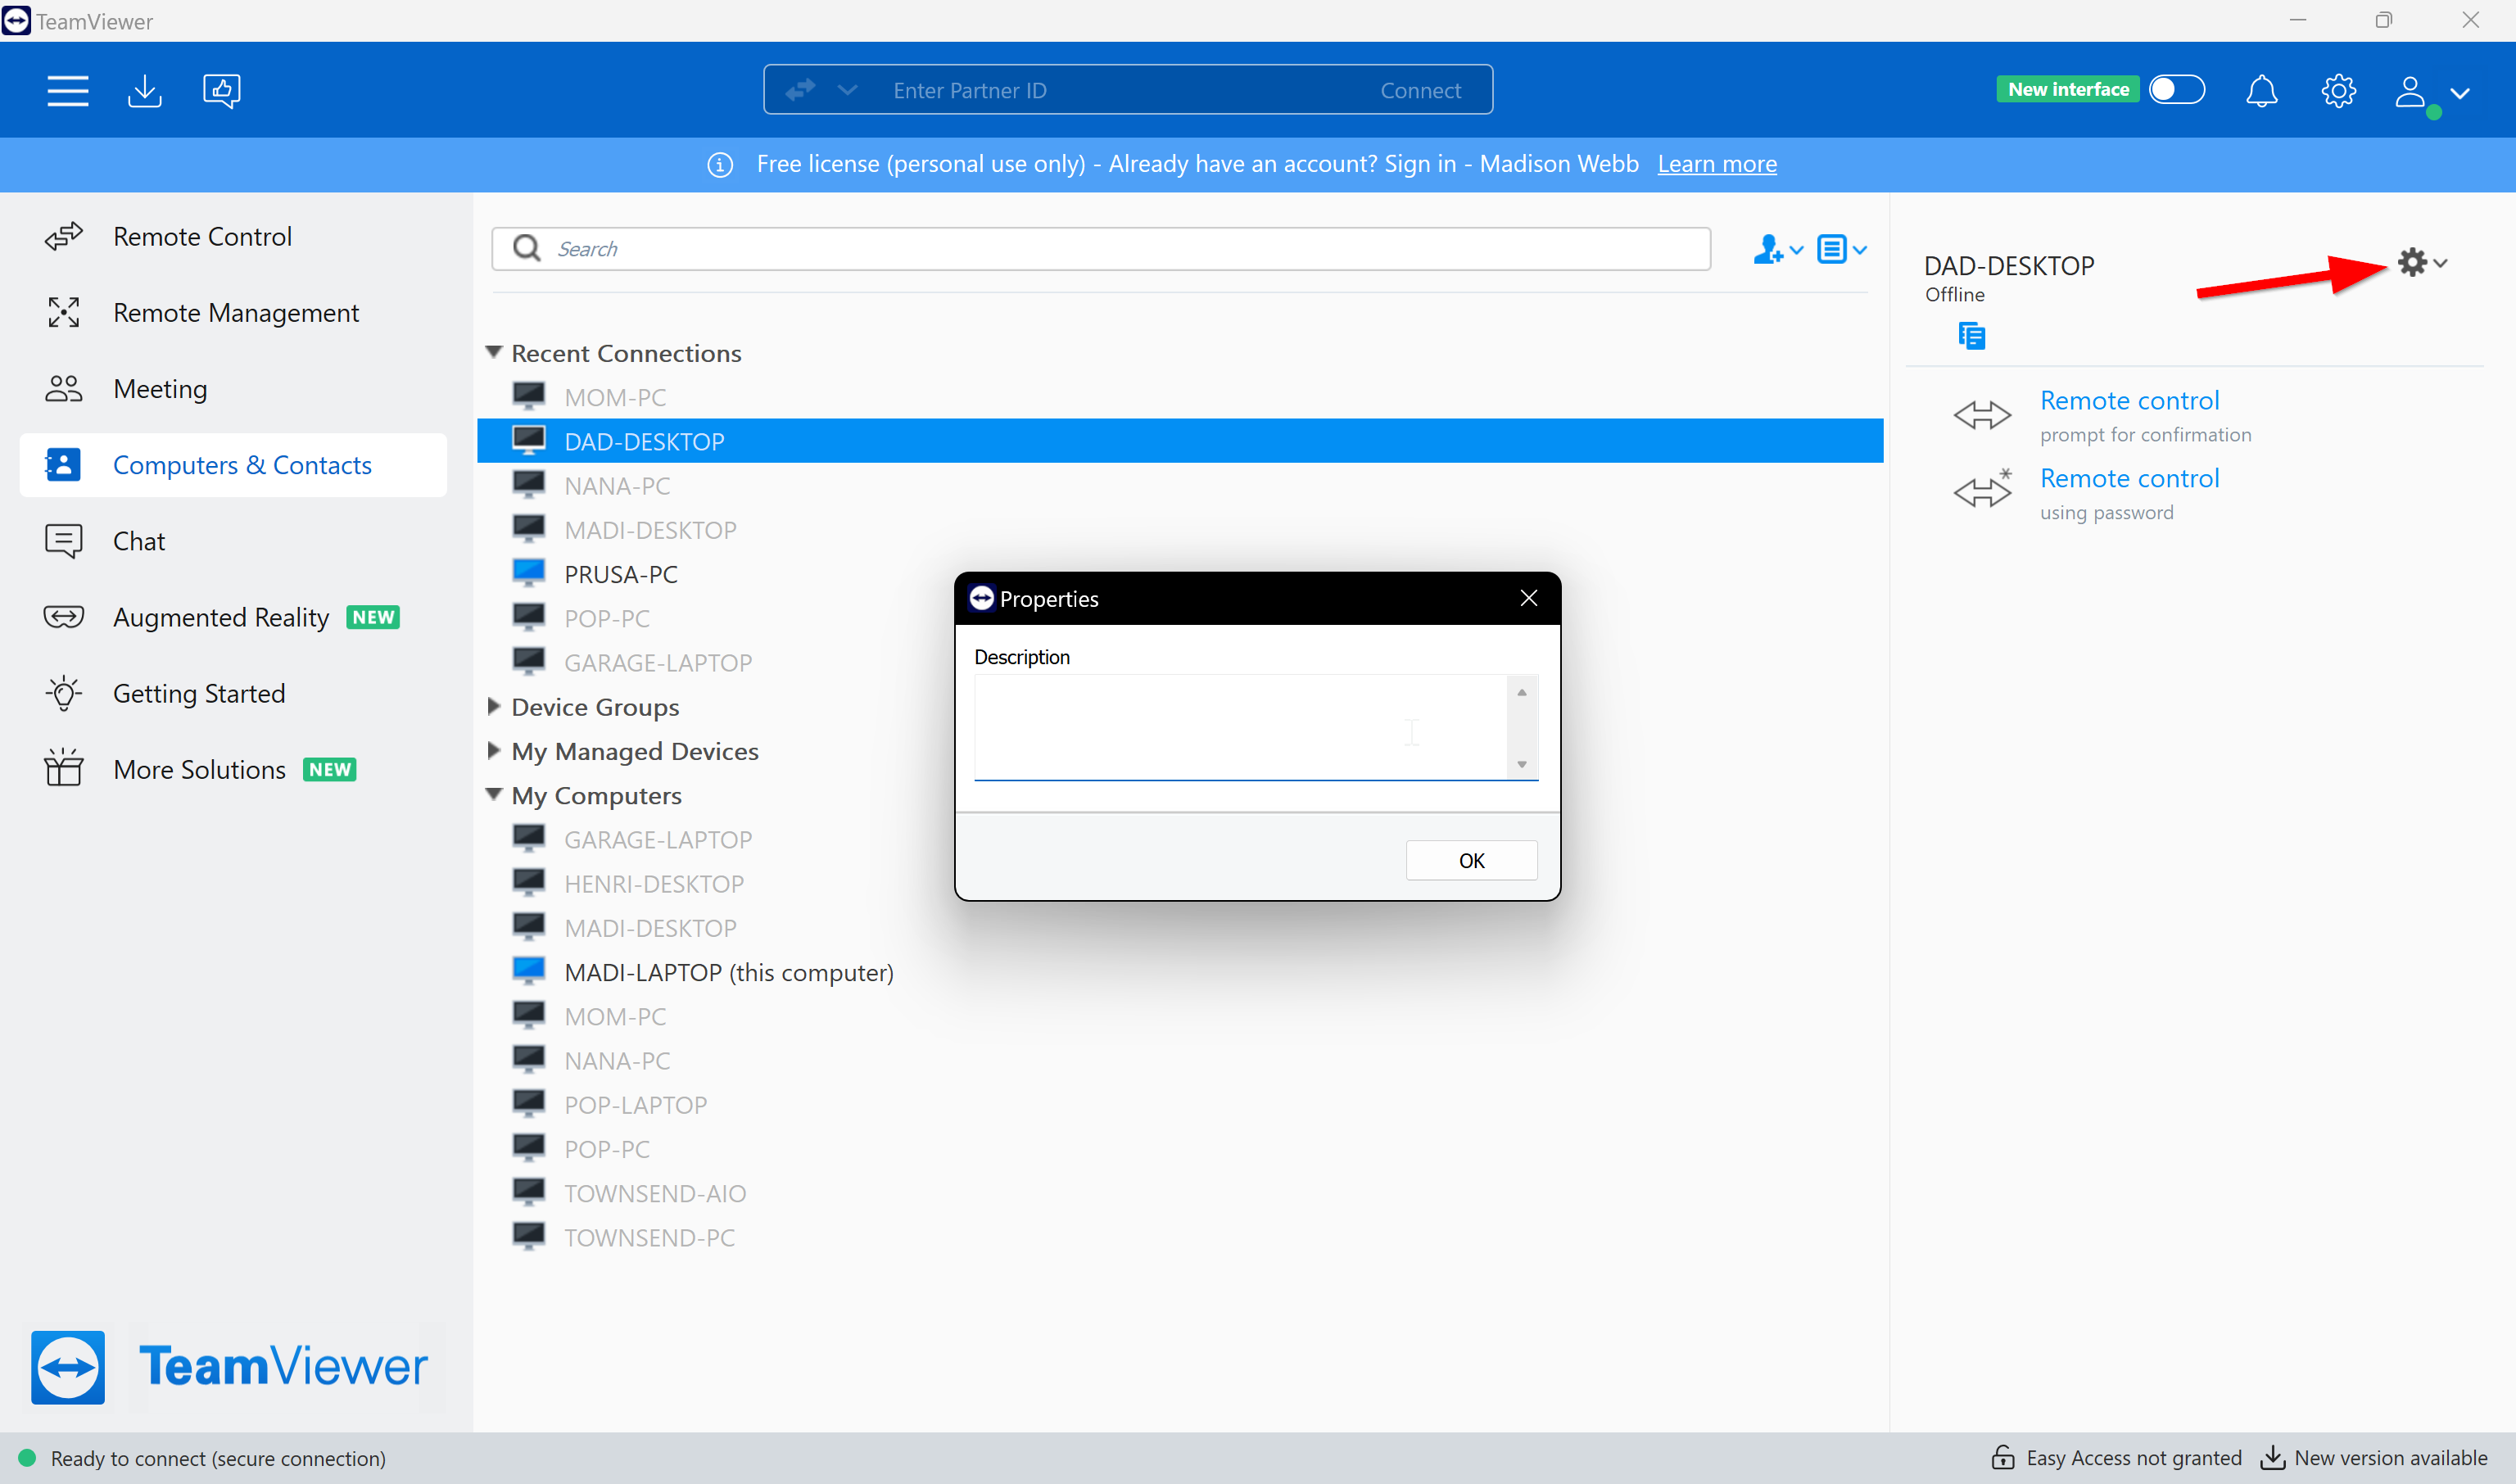 TeamViewer
Enter Partner ID
Connect
New interface
Free license (personal use only) - Already have an account? Sign in - Madison Webb Learn more
Remote Control
Remote Management
Meeting
Computers & Contacts
Chat
Augmented Reality NEW
Getting Started
More Solutions NEW
TeamViewer
Search
Recent Connections
MOM-PC
DAD-DESKTOP
NANA-PC
MADI-DESKTOP
PRUSA-PC
POP-PC
GARAGE-LAPTOP
Device Groups
My Managed Devices
My Computers
GARAGE-LAPTOP
HENRI-DESKTOP
MADI-DESKTOP
MADI-LAPTOP (this computer)
MOM-PC
NANA-PC
POP-LAPTOP
POP-PC
TOWNSEND-AIO
TOWNSEND-PC
Properties
Description
OK
DAD-DESKTOP
Offline
Remote control
prompt for confirmation
Remote control
using password
Ready to connect (secure connection)
Easy Access not granted
New version available